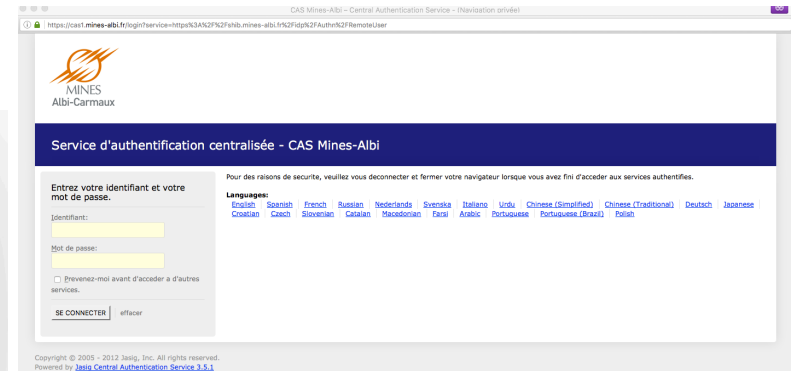 CAS Mines-Albi – Central Authentication Service - (Navigation privée)
https://cas1.mines-albi.fr/login?service=https%3A%2F%2Fshib.mines-albi.fr%2Fidp%2FAuthn%2FRemoteUser
MINES
Albi-Carmaux
Service d'authentification centralisée - CAS Mines-Albi
Entrez votre identifiant et votre
mot de passe.
Identifiant:
Mot de passe:
Prevenez-moi avant d'acceder a d'autres
services.
SE CONNECTER effacer
Pour des raisons de securite, veuillez vous deconnecter et fermer votre navigateur lorsque vous avez fini d'acceder aux services authentifies.
Languages:
English Spanish French Russian Nederlands Svenska Italiano Urdu Chinese (Simplified) Chinese (Traditional) Deutsch Japanese
Croatian Czech Slovenian Catalan Macedonian Farsi Arabic Portuguese Portuguese (Brazil) Polish
Copyright © 2005 - 2012 Jasig, Inc. All rights reserved.
Powered by Jasig Central Authentication Service 3.5.1